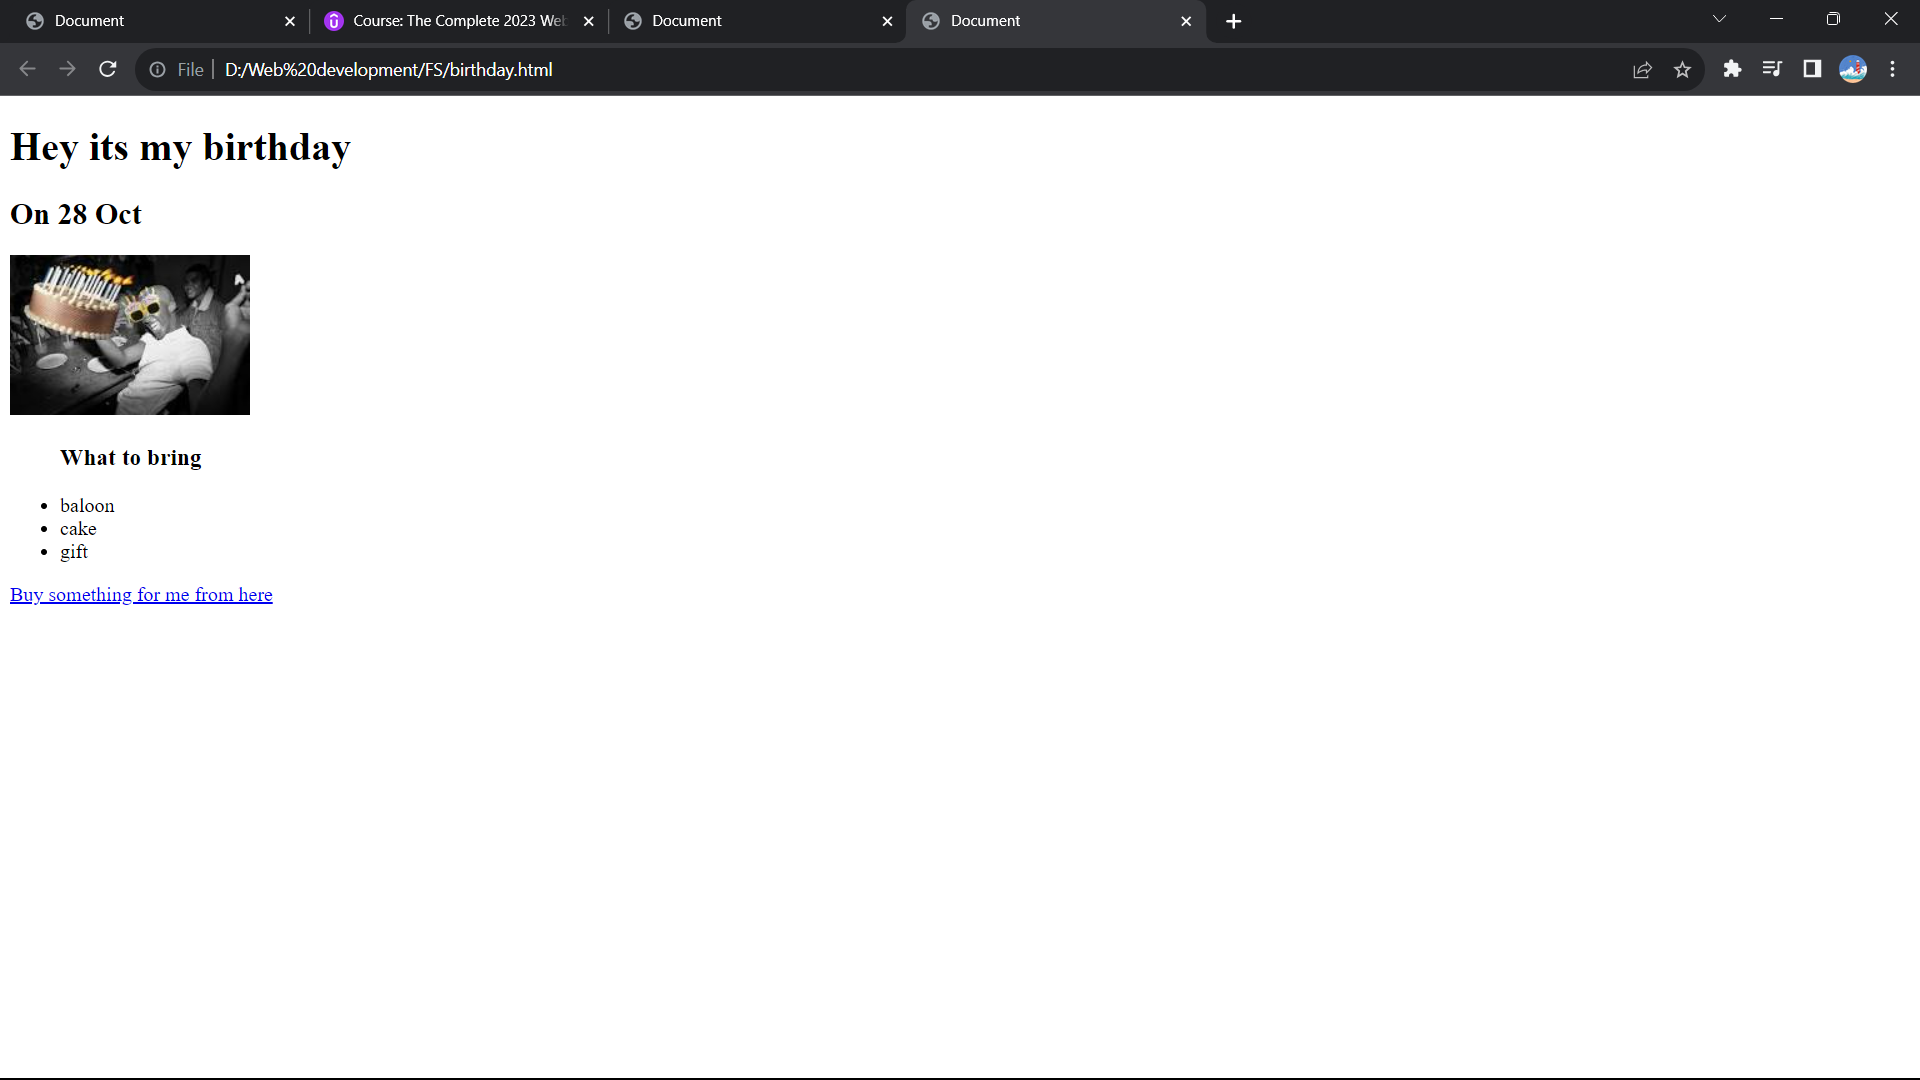 Document
Course: The Complete 2023 Web
Document
Document
File
D:/Web%20development/FS/birthday.html
Hey its my birthday
On 28 Oct
What to bring
baloon
cake
gift
Buy something for me from here